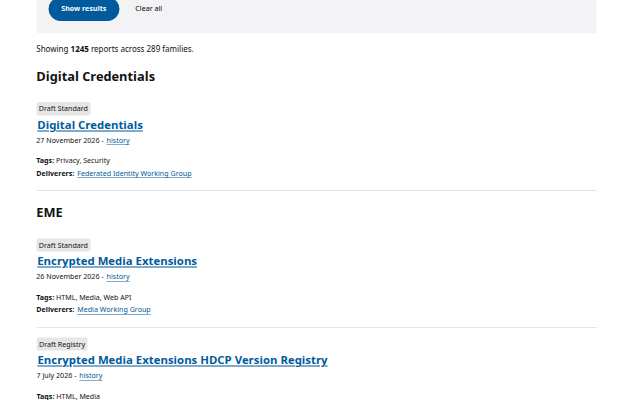 Show results
Clear all
Showing 1245 reports across 289 families.
Digital Credentials
Draft Standard
Digital Credentials
27 November 2026 - history
Tags: Privacy, Security
Deliverers: Federated Identity Working Group
EME
Draft Standard
Encrypted Media Extensions
26 November 2026 - history
Tags: HTML, Media, Web API
Deliverers: Media Working Group
Draft Registry
Encrypted Media Extensions HDCP Version Registry
7 July 2026 - history
Tags: HTML, Media